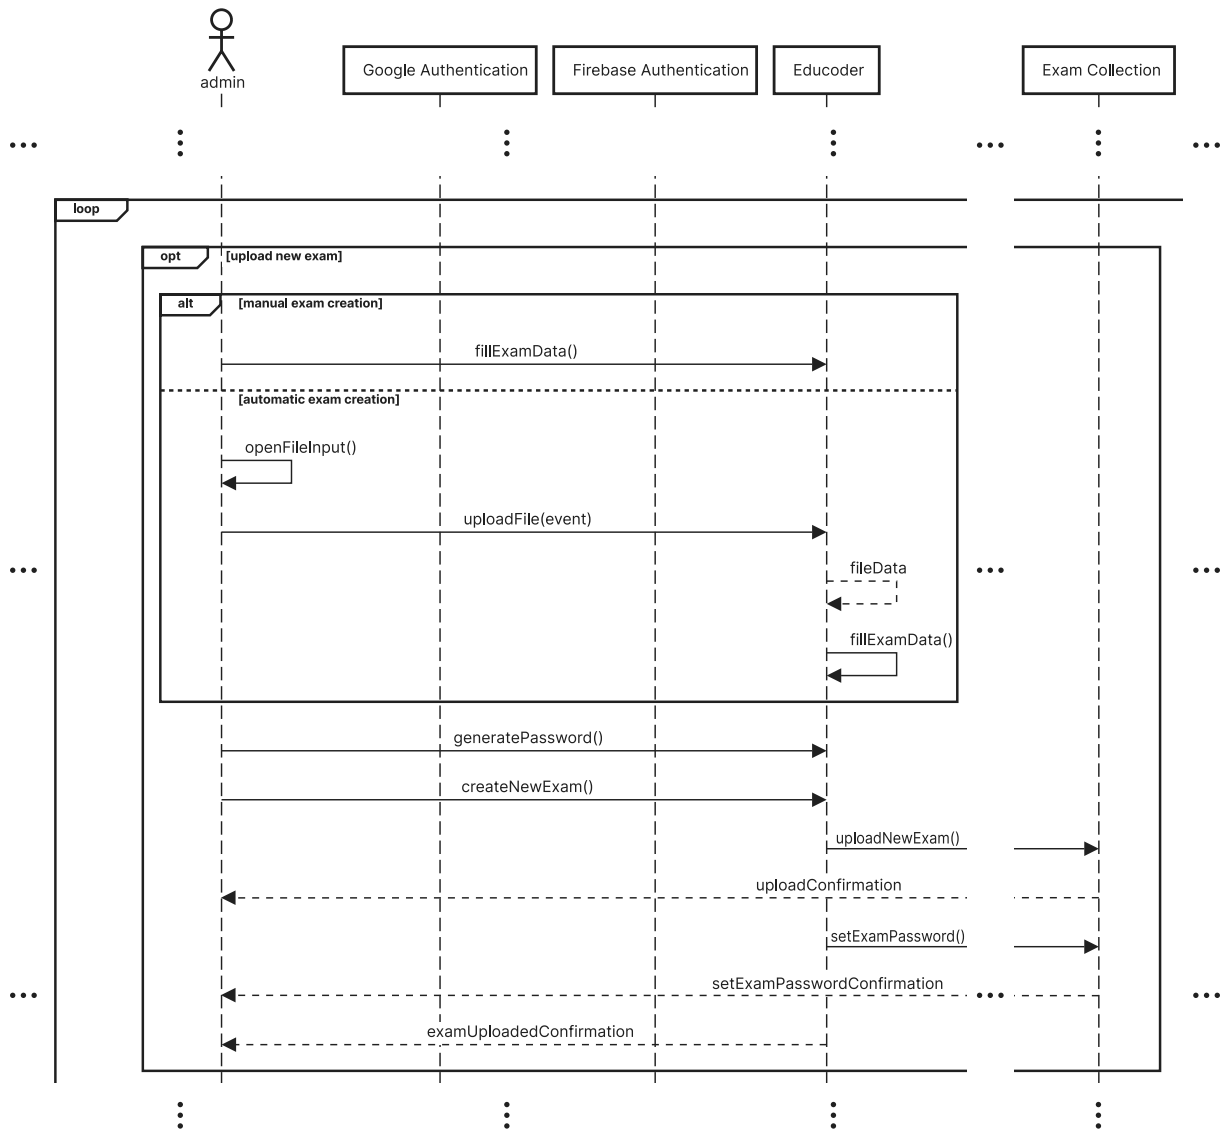 admin
Google Authentication
Firebase Authentication
Educoder
Exam Collection
loop
opt
[upload new exam]
alt
[manual exam creation]
fillExamData()
[automatic exam creation]
openFileInput()
uploadFile(event)
fileData
fillExamData()
generatePassword()
createNewExam()
uploadNewExam()
uploadConfirmation
setExamPassword()
setExamPasswordConfirmation
examUploadedConfirmation